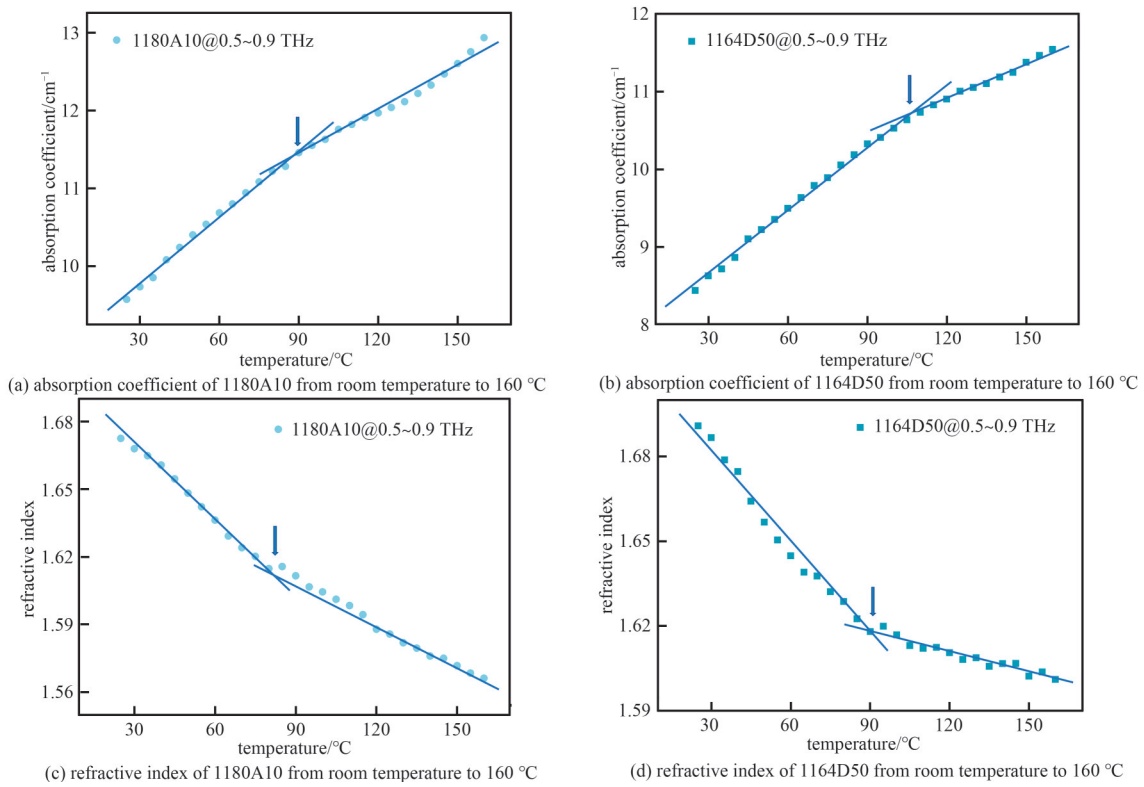 1180A10@0.5~0.9 THz
13
12
11
10
absorption coefficient/cm⁻¹
30
60
90
120
150
temperature/°C
(a) absorption coefficient of 1180A10 from room temperature to 160 °C
1164D50@0.5~0.9 THz
12
11
10
9
8
absorption coefficient/cm⁻¹
30
60
90
120
150
temperature/°C
(b) absorption coefficient of 1164D50 from room temperature to 160 °C
1180A10@0.5~0.9 THz
1.68
1.65
1.62
1.59
1.56
refractive index
30
60
90
120
150
temperature/°C
(c) refractive index of 1180A10 from room temperature to 160 °C
1164D50@0.5~0.9 THz
1.68
1.65
1.62
1.59
refractive index
30
60
90
120
150
temperature/°C
(d) refractive index of 1164D50 from room temperature to 160 °C